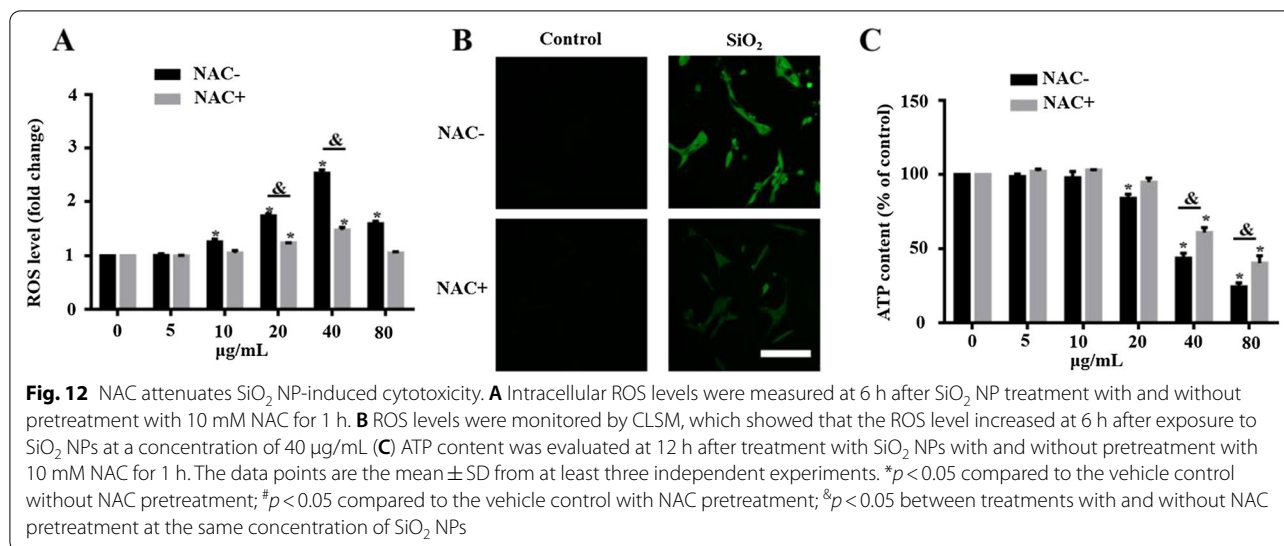 A
B
C
Control
SiO₂
NAC-
NAC+
NAC-
NAC+
NAC-
NAC+
ROS level (fold change)
4
3
2
1
0
*
*
&
*
*
&
*
*
*
0 5 10 20 40 80
µg/mL
ATP content (% of control)
150
100
50
0
*
&
*
*
&
*
*
0 5 10 20 40 80
µg/mL
Fig. 12 NAC attenuates SiO₂ NP-induced cytotoxicity. A Intracellular ROS levels were measured at 6 h after SiO₂ NP treatment with and without
pretreatment with 10 mM NAC for 1 h. B ROS levels were monitored by CLSM, which showed that the ROS level increased at 6 h after exposure to
SiO₂ NPs at a concentration of 40 µg/mL (C) ATP content was evaluated at 12 h after treatment with SiO₂ NPs with and without pretreatment with
10 mM NAC for 1 h. The data points are the mean ± SD from at least three independent experiments. *p < 0.05 compared to the vehicle control
without NAC pretreatment; #p < 0.05 compared to the vehicle control with NAC pretreatment; &p < 0.05 between treatments with and without NAC
pretreatment at the same concentration of SiO₂ NPs